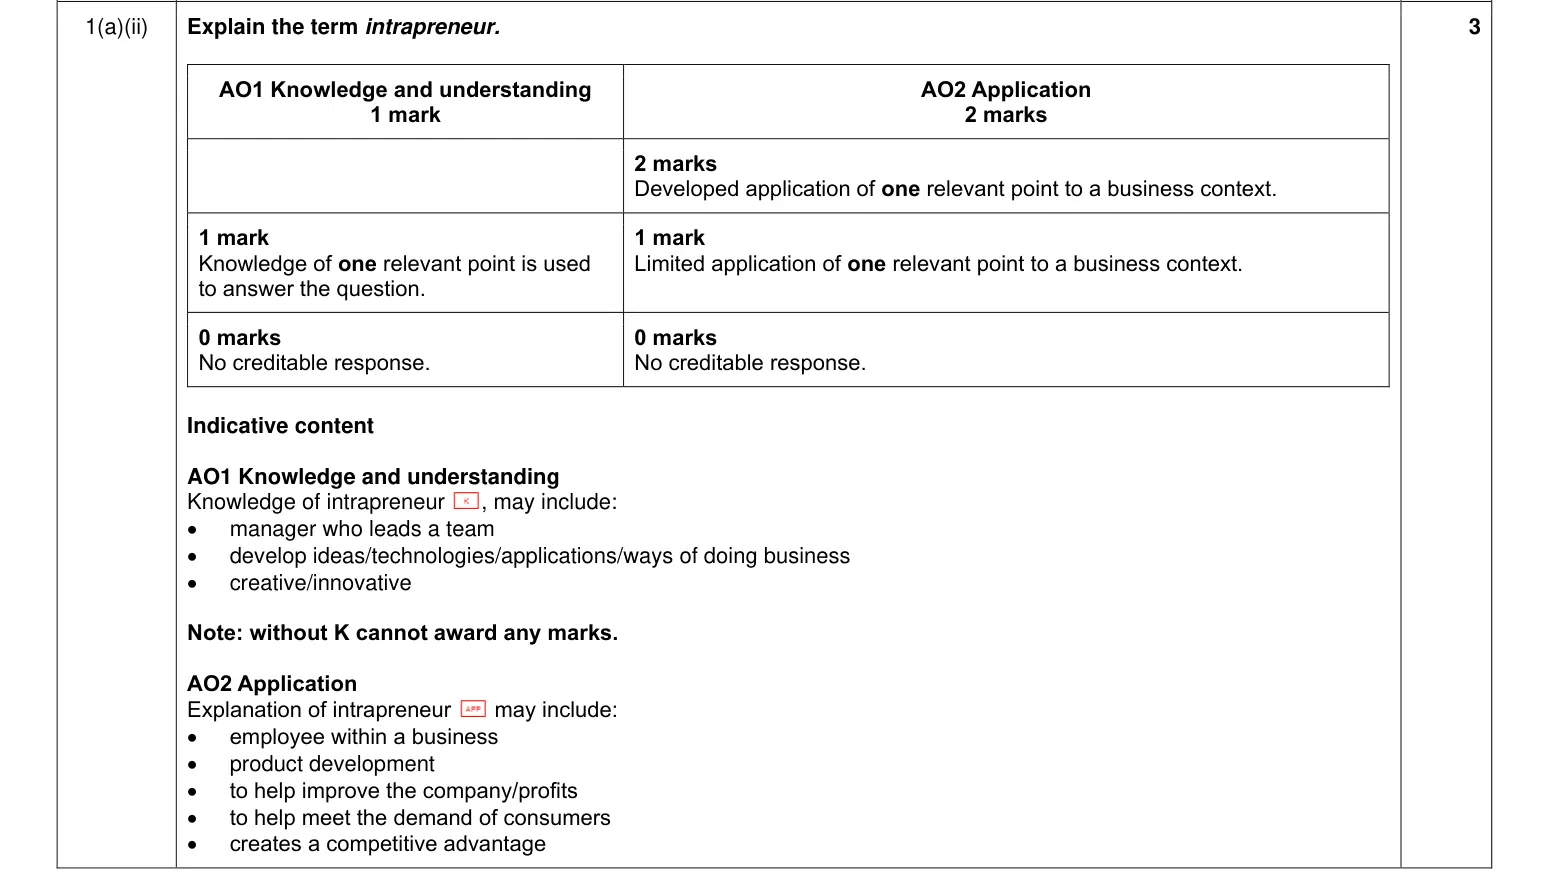 1(a)(ii) Explain the term intrapreneur. 3
AO1 Knowledge and understanding AO2 Application
1 mark 2 marks
2 marks
Developed application of one relevant point to a business context.
1 mark 1 mark
Knowledge of one relevant point is used Limited application of one relevant point to a business context.
to answer the question.
0 marks 0 marks
No creditable response. No creditable response.
Indicative content
AO1 Knowledge and understanding
Knowledge of intrapreneur K, may include:
• manager who leads a team
• develop ideas/technologies/applications/ways of doing business
• creative/innovative
Note: without K cannot award any marks.
AO2 Application
Explanation of intrapreneur APP may include:
• employee within a business
• product development
• to help improve the company/profits
• to help meet the demand of consumers
• creates a competitive advantage